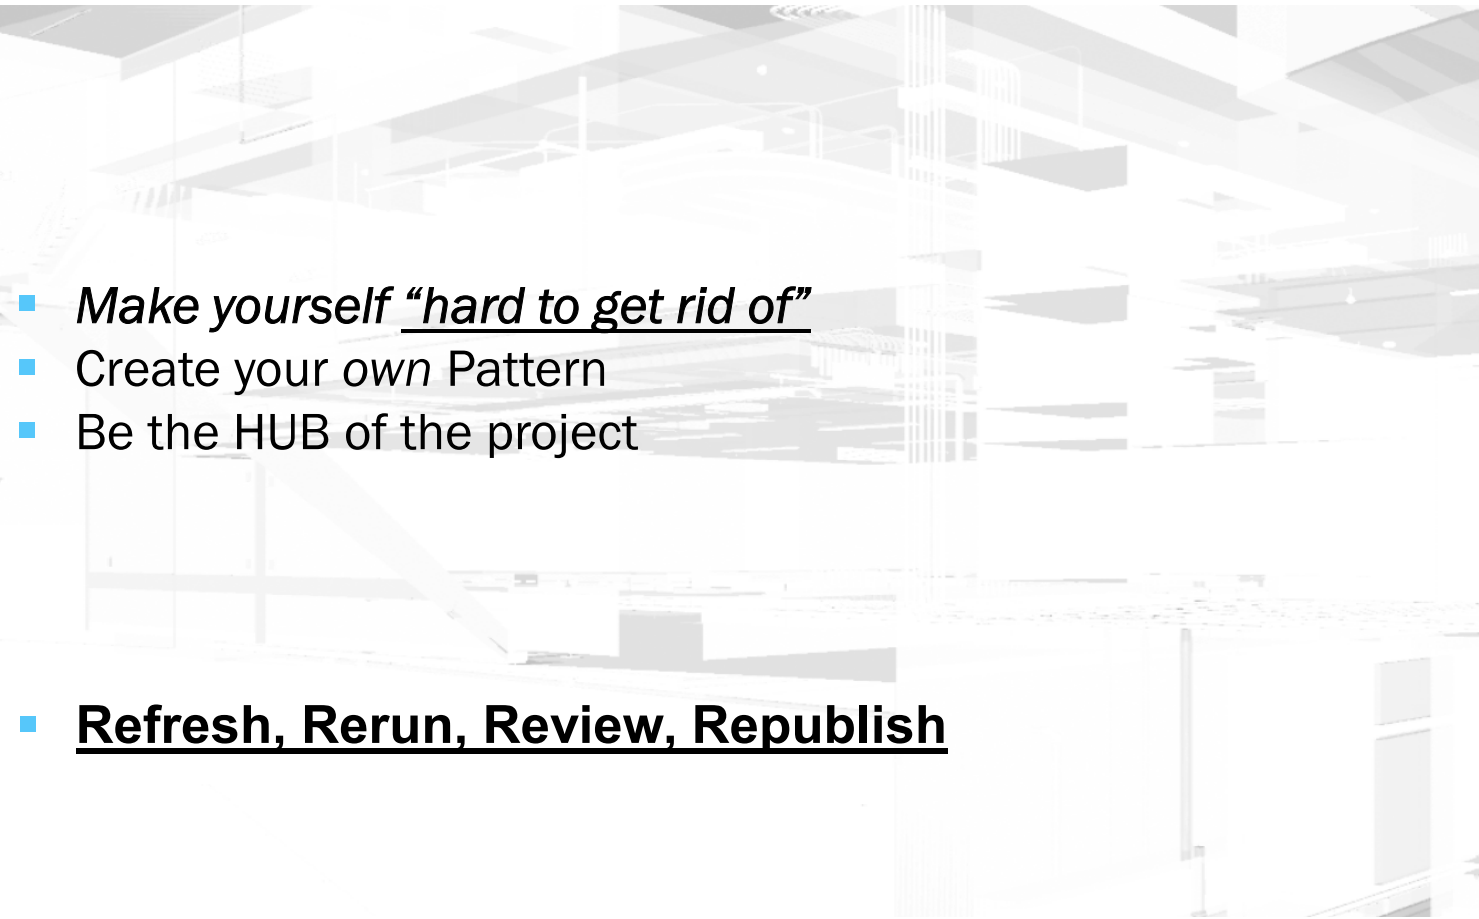 Make yourself “hard to get rid of”
Create your own Pattern
Be the HUB of the project
Refresh, Rerun, Review, Republish